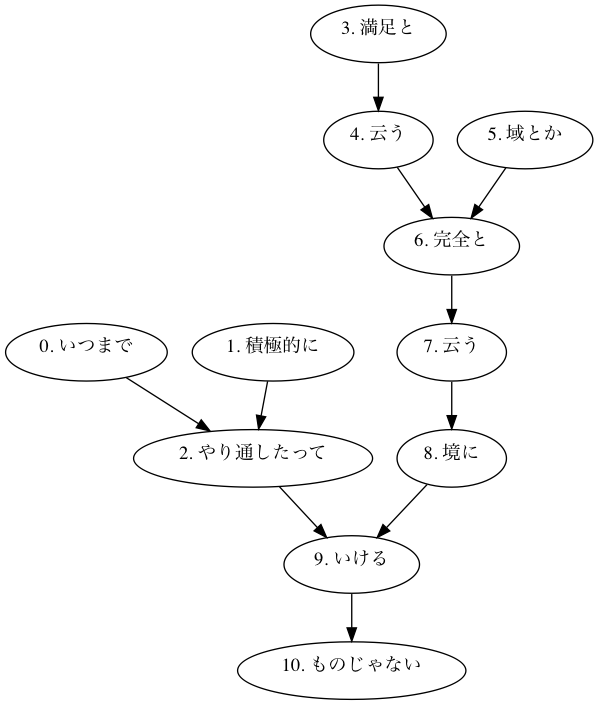 3. 満足と
4. 云う
5. 域とか
6. 完全と
0. いつまで
1. 積極的に
7. 云う
2. やり通したって
8. 境に
9. いける
10. ものじゃない